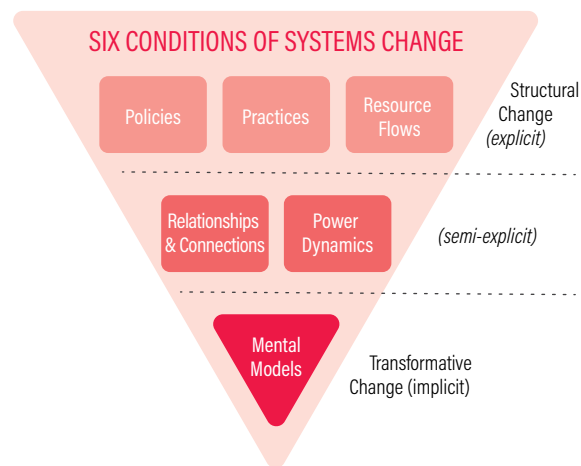 SIX CONDITIONS OF SYSTEMS CHANGE
Policies
Practices
Resource
Flows
Structural
Change
(explicit)
Relationships
& Connections
Power
Dynamics
(semi-explicit)
Mental
Models
Transformative
Change (implicit)